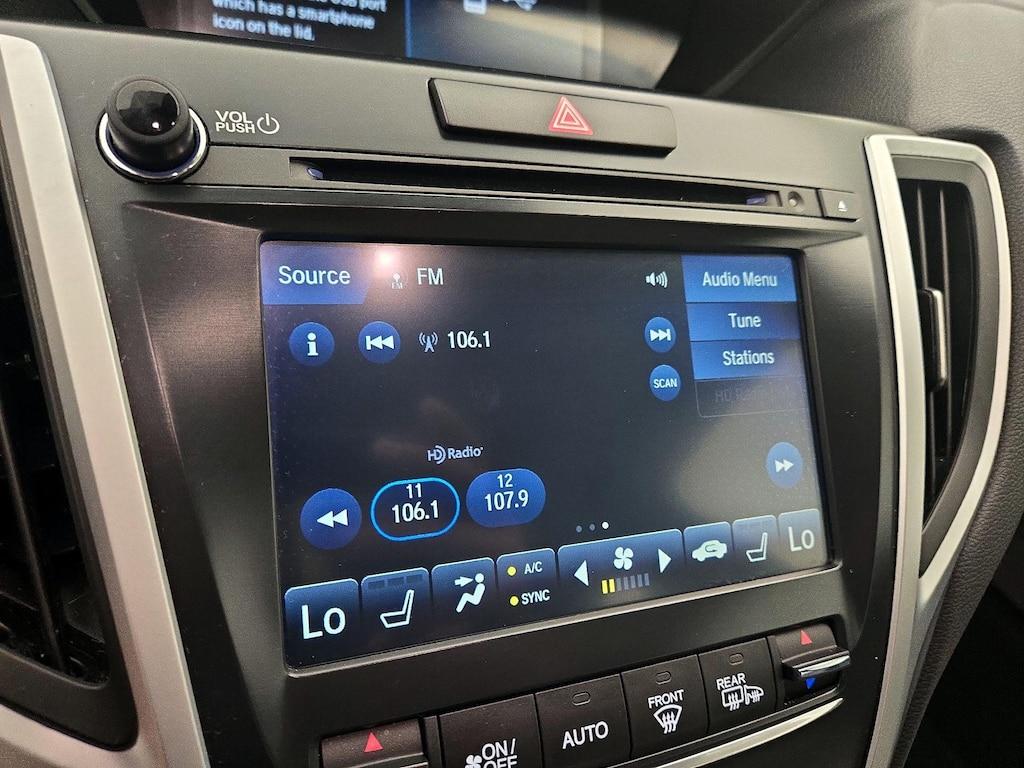 which has a smartphone
icon on the lid.
VOL
PUSH
Source
FM
FM
Audio Menu
Tune
106.1
Stations
SCAN
HD Radio
11
106.1
12
107.9
Lo
A/C
SYNC
Lo
ON/
OFF
AUTO
FRONT
REAR